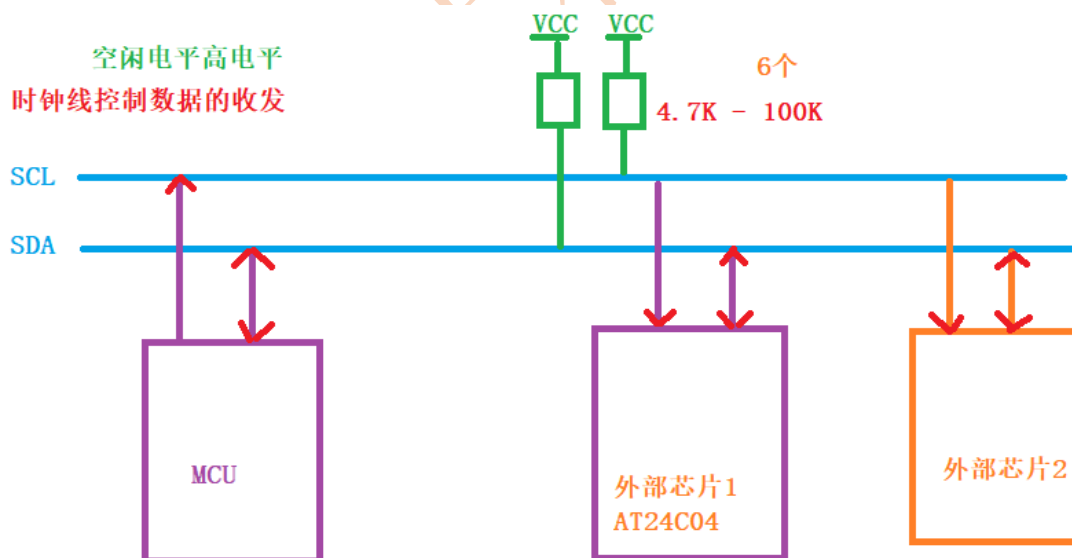 VCC VCC
空闲电平高电平
6个
时钟线控制数据的收发
4.7K - 100K
SCL
SDA
MCU
外部芯片1
AT24C04
外部芯片2